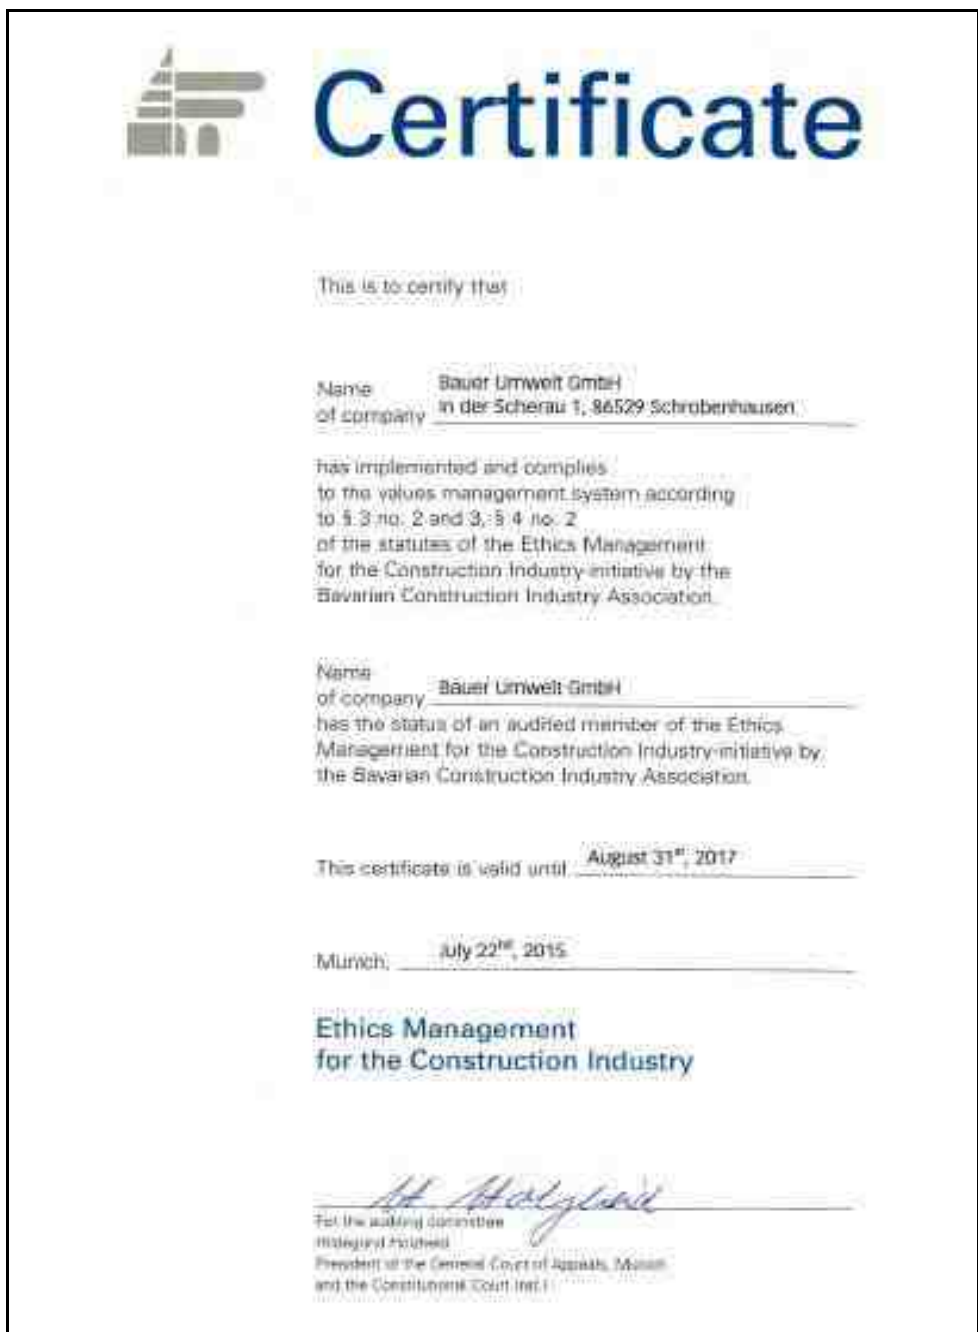 Certificate
This is to certify that
Name
of company
Bauer Umwelt GmbH
In der Scherau 1, 86529 Schrobenhausen
has implemented and complies
to the values management system according
to § 3 no. 2 and 3, § 4 no. 2
of the statutes of the Ethics Management
for the Construction Industry-initiative by the
Bavarian Construction Industry Association.
Name
of company
Bauer Umwelt GmbH
has the status of an audited member of the Ethics
Management for the Construction Industry-initiative by
the Bavarian Construction Industry Association.
This certificate is valid until August 31st, 2017
Munich, July 22nd, 2015
Ethics Management
for the Construction Industry
For the auditing committee
Hildegund Holzheid
President of the General Court of Appeals, Munich
and the Constitutional Court (ret.)